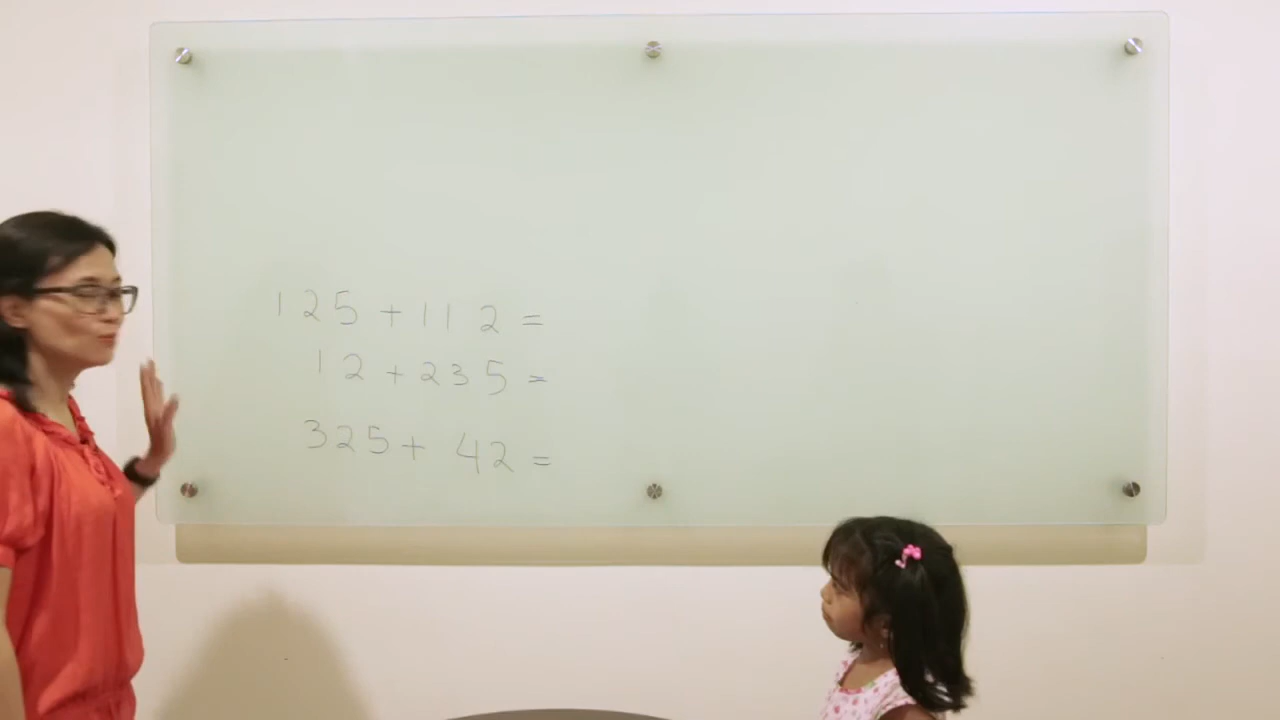 125 + 112 =
12 + 235 =
325 + 42 =